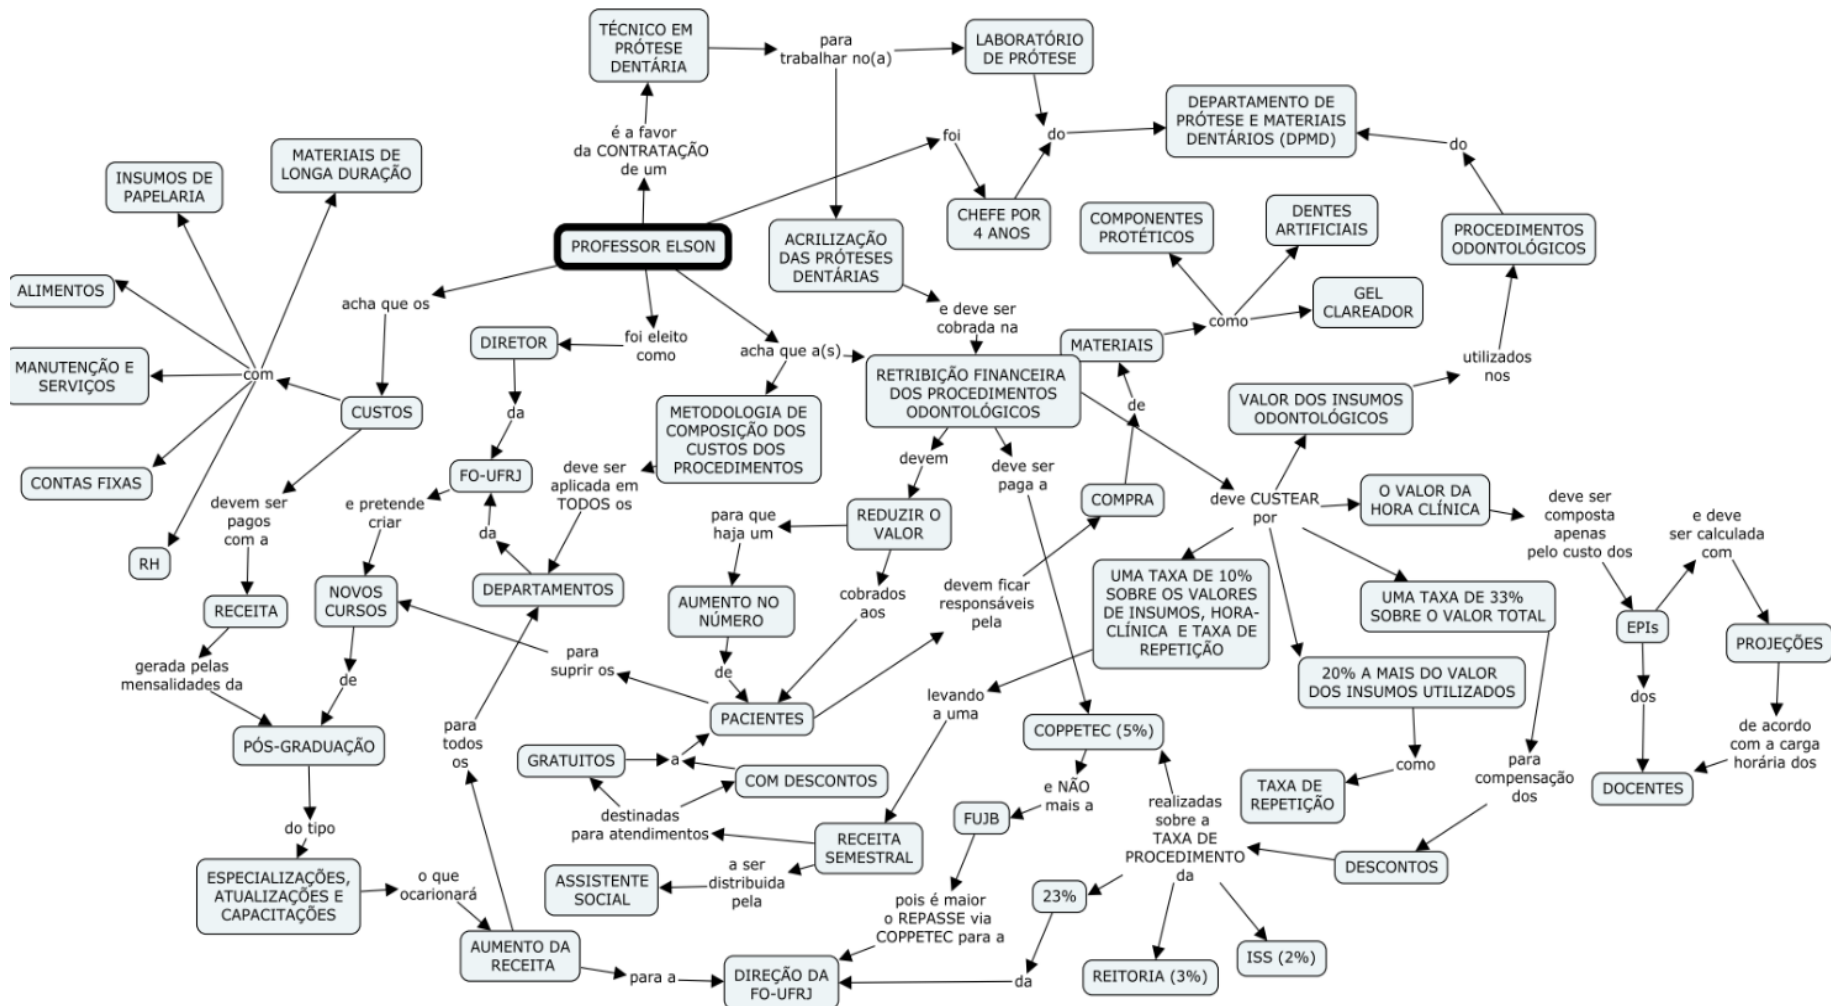 TÉCNICO EM
PRÓTESE
DENTÁRIA
para
trabalhar no(a)
LABORATÓRIO
DE PRÓTESE
DEPARTAMENTO DE
PRÓTESE E MATERIAIS
DENTÁRIOS (DPMD)
é a favor
da CONTRATAÇÃO
de um
foi
do
do
MATERIAIS DE
LONGA DURAÇÃO
INSUMOS DE
PAPELARIA
PROFESSOR ELSON
ACRILIZAÇÃO
DAS PRÓTESES
DENTÁRIAS
CHEFE POR
4 ANOS
COMPONENTES
PROTÉTICOS
DENTES
ARTIFICIAIS
PROCEDIMENTOS
ODONTOLÓGICOS
ALIMENTOS
acha que os
e deve ser
cobrada na
GEL
CLAREADOR
como
DIRETOR
foi eleito
como
acha que a(s)
MATERIAIS
utilizados
nos
MANUTENÇÃO E
SERVIÇOS
com
CUSTOS
RETRIBIÇÃO FINANCEIRA
DOS PROCEDIMENTOS
ODONTOLÓGICOS
de
VALOR DOS INSUMOS
ODONTOLÓGICOS
da
METODOLOGIA DE
COMPOSIÇÃO DOS
CUSTOS DOS
PROCEDIMENTOS
CONTAS FIXAS
FO-UFRJ
deve ser
aplicada em
TODOS os
devem
deve ser
paga a
COMPRA
deve CUSTEAR
por
O VALOR DA
HORA CLÍNICA
deve ser
composta
apenas
pelo custo dos
e deve
ser calculada
com
devem ser
pagos
com a
e pretende
criar
da
para que
haja um
REDUZIR O
VALOR
RH
RECEITA
NOVOS
CURSOS
DEPARTAMENTOS
AUMENTO NO
NÚMERO
cobrados
aos
devem ficar
responsáveis
pela
UMA TAXA DE 10%
SOBRE OS VALORES
DE INSUMOS, HORA-
CLÍNICA E TAXA DE
REPETIÇÃO
UMA TAXA DE 33%
SOBRE O VALOR TOTAL
EPIs
PROJEÇÕES
gerada pelas
mensalidades da
de
para
suprir os
de
20% A MAIS DO VALOR
DOS INSUMOS UTILIZADOS
dos
PÓS-GRADUAÇÃO
para
todos
os
PACIENTES
levando
a uma
COPPETEC (5%)
de acordo
com a carga
horária dos
GRATUITOS
a
COM DESCONTOS
e NÃO
mais a
como
para
compensação
dos
TAXA DE
REPETIÇÃO
DOCENTES
do tipo
destinadas
para atendimentos
RECEITA
SEMESTRAL
FUJB
realizadas
sobre a
TAXA DE
PROCEDIMENTO
da
DESCONTOS
ESPECIALIZAÇÕES,
ATUALIZAÇÕES E
CAPACITAÇÕES
o que
ocarionará
ASSISTENTE
SOCIAL
a ser
distribuida
pela
pois é maior
o REPASSE via
COPPETEC para a
23%
AUMENTO DA
RECEITA
para a
DIREÇÃO DA
FO-UFRJ
da
REITORIA (3%)
ISS (2%)